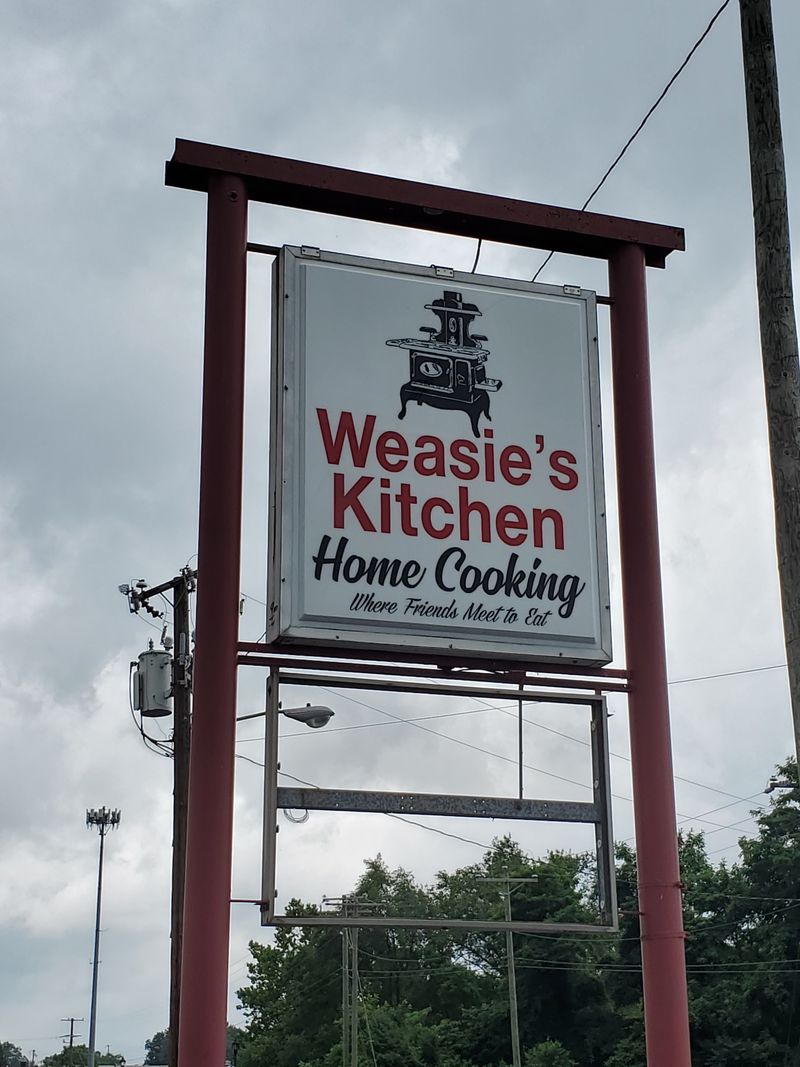 Weasie's
Kitchen
Home Cooking
Where Friends Meet to Eat